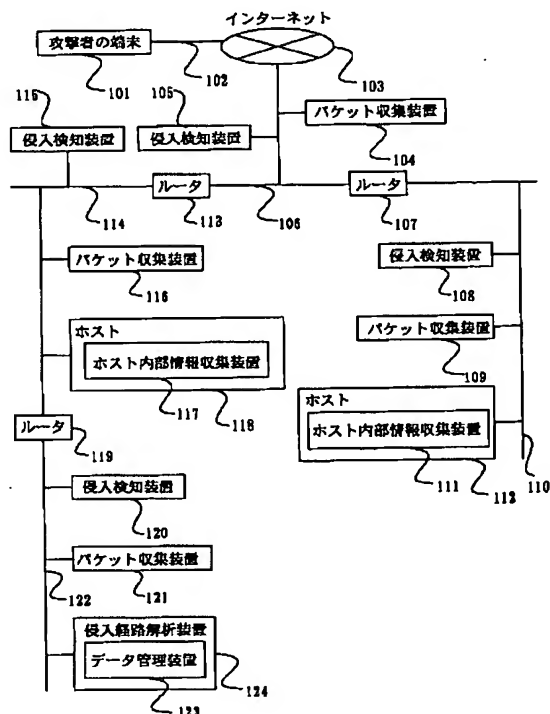 インターネット
攻撃者の端末
101
102
103
115
侵入検知装置
105
侵入検知装置
パケット収集装置
104
ルータ
113
106
ルータ
107
114
パケット収集装置
116
侵入検知装置
108
パケット収集装置
109
ホスト
ホスト内部情報収集装置
117
118
ホスト
ホスト内部情報収集装置
111
112
110
ルータ
119
侵入検知装置
120
パケット収集装置
121
122
侵入経路解析装置
データ管理装置
123
124